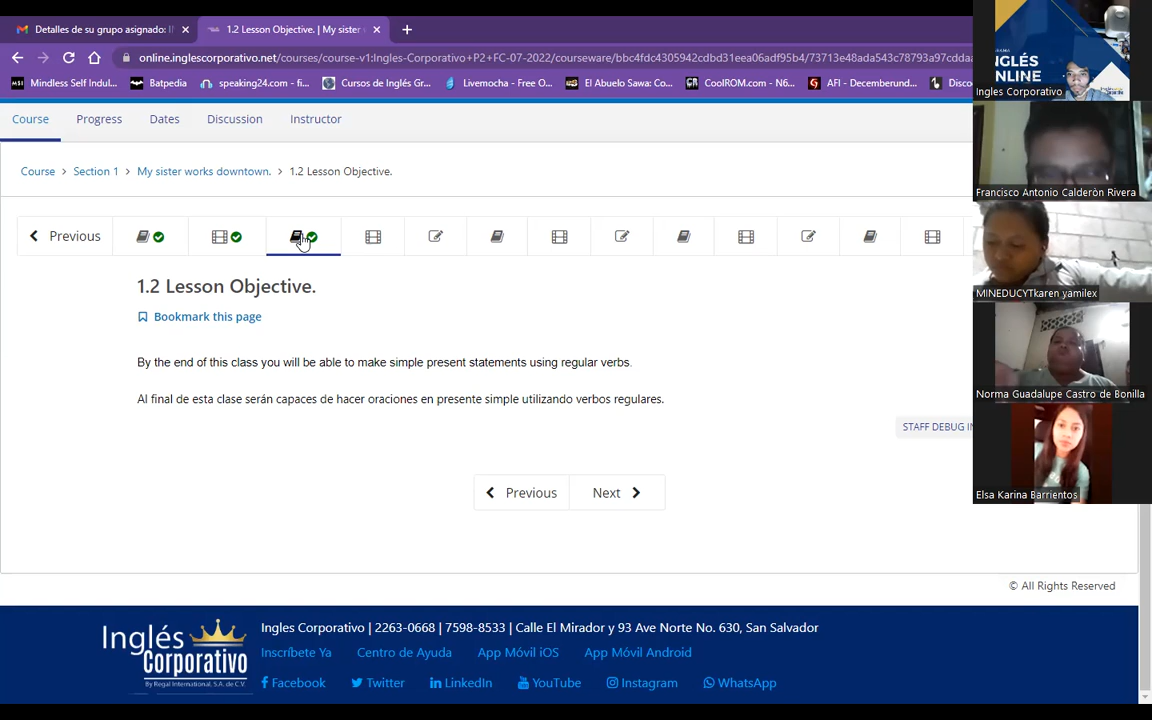 Detalles de su grupo asignado: I
1.2 Lesson Objective. | My sister
online.inglescorporativo.net/courses/course-v1:Ingles-Corporativo+P2+FC-07-2022/courseware/bbc4fdc4305942cdbd31eea06adf95b4/73713e48ada543c78793a97cddaa
Mindless Self Indul...
Batpedia
speaking24.com - fi...
Curso de Inglés Gr...
Livemocha - Free O...
El Abuelo Sawa: Co...
CoolROM.com - N6...
AFI - Decemberund...
Disco
NGLÉS
ONLINE
Ingles Corporativo
Course
Progress
Dates
Discussion
Instructor
Course > Section 1 > My sister works downtown. > 1.2 Lesson Objective.
Francisco Antonio Calderòn Rivera
Previous
1.2 Lesson Objective.
MINEDUCYTkaren yamilex
Bookmark this page
By the end of this class you will be able to make simple present statements using regular verbs.
Al final de esta clase serán capaces de hacer oraciones en presente simple utilizando verbos regulares.
Norma Guadalupe Castro de Bonilla
STAFF DEBUG IN
Previous
Next
Elsa Karina Barrientos
© All Rights Reserved
Inglés
Corporativo
By Regal International, S.A. de C.V.
Ingles Corporativo | 2263-0668 | 7598-8533 | Calle El Mirador y 93 Ave Norte No. 630, San Salvador
Inscríbete Ya
Centro de Ayuda
App Móvil iOS
App Móvil Android
Facebook
Twitter
LinkedIn
YouTube
Instagram
WhatsApp